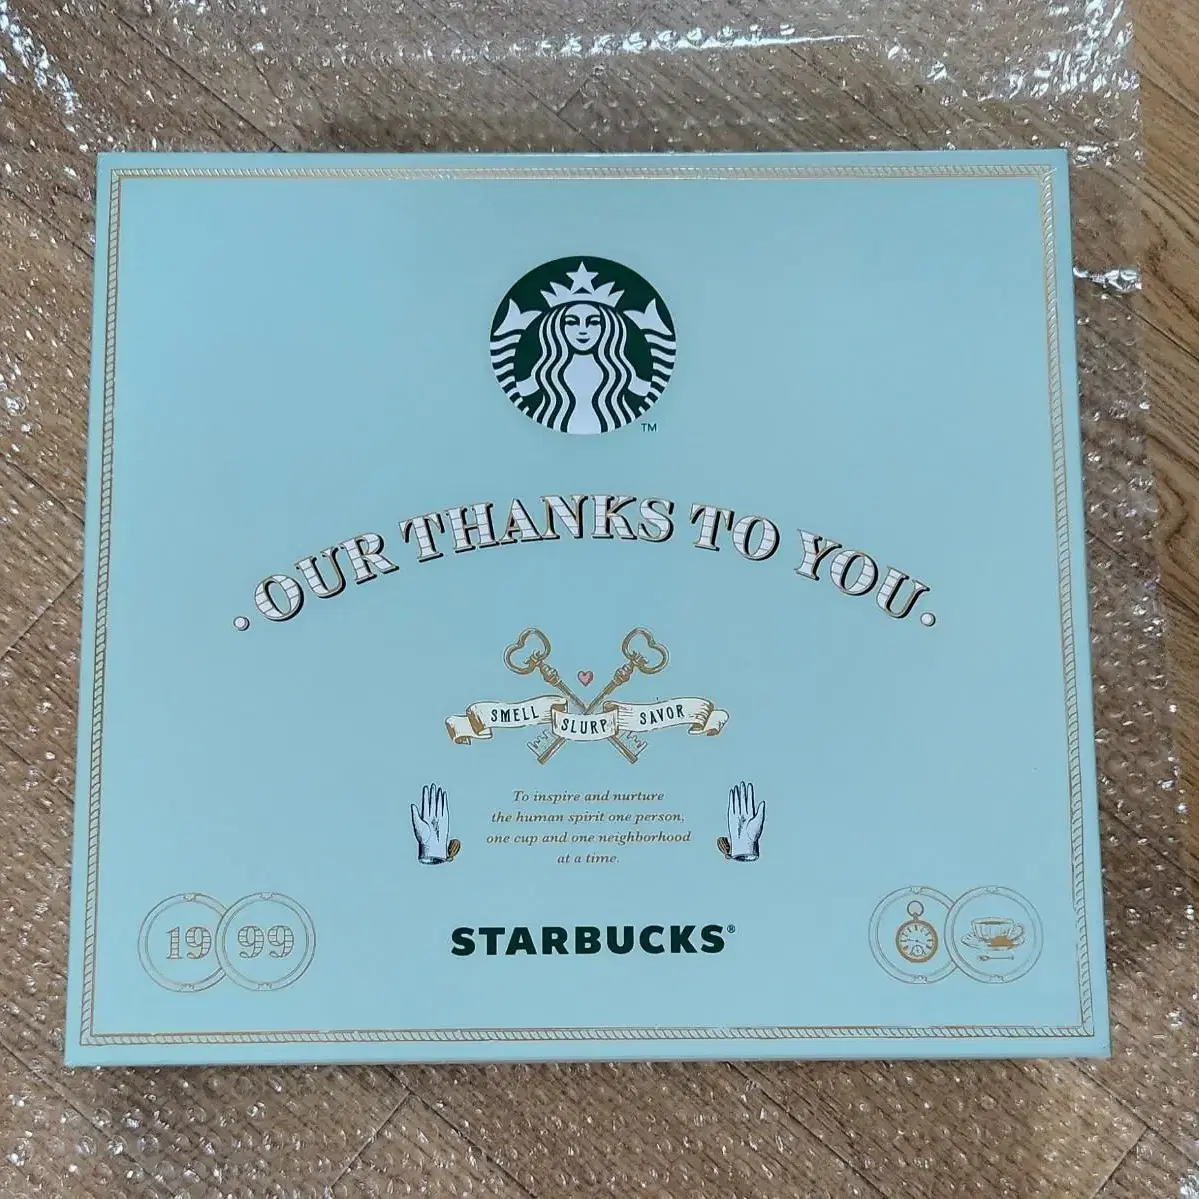 TM
· OUR THANKS TO YOU ·
SMELL SLURP SAVOR
To inspire and nurture
the human spirit one person,
one cup and one neighborhood
at a time.
19 99
STARBUCKS®